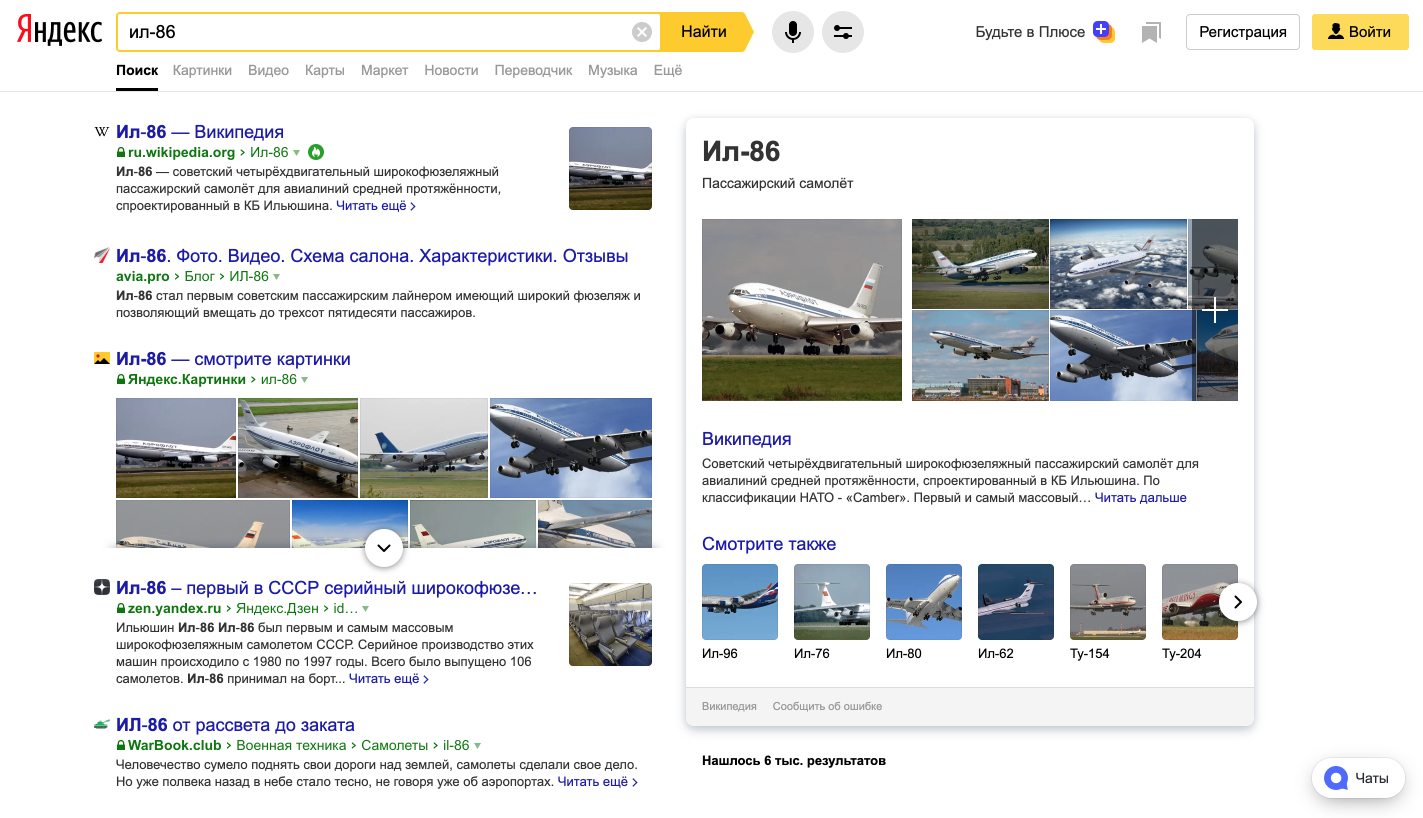 Яндекс
ил-86
Найти
Будьте в Плюсе
Регистрация
Войти
Поиск Картинки Видео Карты Маркет Новости Переводчик Музыка Ещё
Ил-86 — Википедия
ru.wikipedia.org › Ил-86
Ил-86 — советский четырёхдвигательный широкофюзеляжный
пассажирский самолёт для авиалиний средней протяжённости,
спроектированный в КБ Ильюшина. Читать ещё ›
Ил-86. Фото. Видео. Схема салона. Характеристики. Отзывы
avia.pro › Блог › ИЛ-86
Ил-86 стал первым советским пассажирским лайнером имеющий широкий фюзеляж и
позволяющий вмещать до трехсот пятидесяти пассажиров.
Ил-86 — смотрите картинки
Яндекс.Картинки › ил-86
Ил-86 – первый в СССР серийный широкофюзе...
zen.yandex.ru › Яндекс.Дзен › id...
Ильюшин Ил-86 Ил-86 был первым и самым массовым
широкофюзеляжным самолетом СССР. Серийное производство этих
машин происходило с 1980 по 1997 годы. Всего было выпущено 106
самолетов. Ил-86 принимал на борт... Читать ещё ›
ИЛ-86 от рассвета до заката
WarBook.club › Военная техника › Самолеты › il-86
Человечество сумело поднять свои дороги над землей, самолеты сделали свое дело.
Но уже полвека назад в небе стало тесно, не говоря уже об аэропортах. Читать ещё ›
Ил-86
Пассажирский самолёт
Википедия
Советский четырёхдвигательный широкофюзеляжный пассажирский самолёт для
авиалиний средней протяжённости, спроектированный в КБ Ильюшина. По
классификации НАТО - «Camber». Первый и самый массовый... Читать дальше
Смотрите также
Ил-96 Ил-76 Ил-80 Ил-62 Ту-154 Ту-204
Википедия Сообщить об ошибке
Нашлось 6 тыс. результатов
Чаты